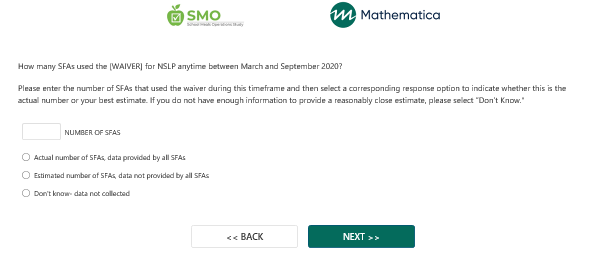 SMO
School Meals Operations Study
m Mathematica
How many SFAs used the [WAIVER] for NSLP anytime between March and September 2020?
Please enter the number of SFAs that used the waiver during this timeframe and then select a corresponding response option to indicate whether this is the
actual number or your best estimate. If you do not have enough information to provide a reasonably close estimate, please select "Don't Know."
NUMBER OF SFAS
Actual number of SFAs, data provided by all SFAs
Estimated number of SFAs, data not provided by all SFAs
Don't know- data not collected
<< BACK
NEXT >>